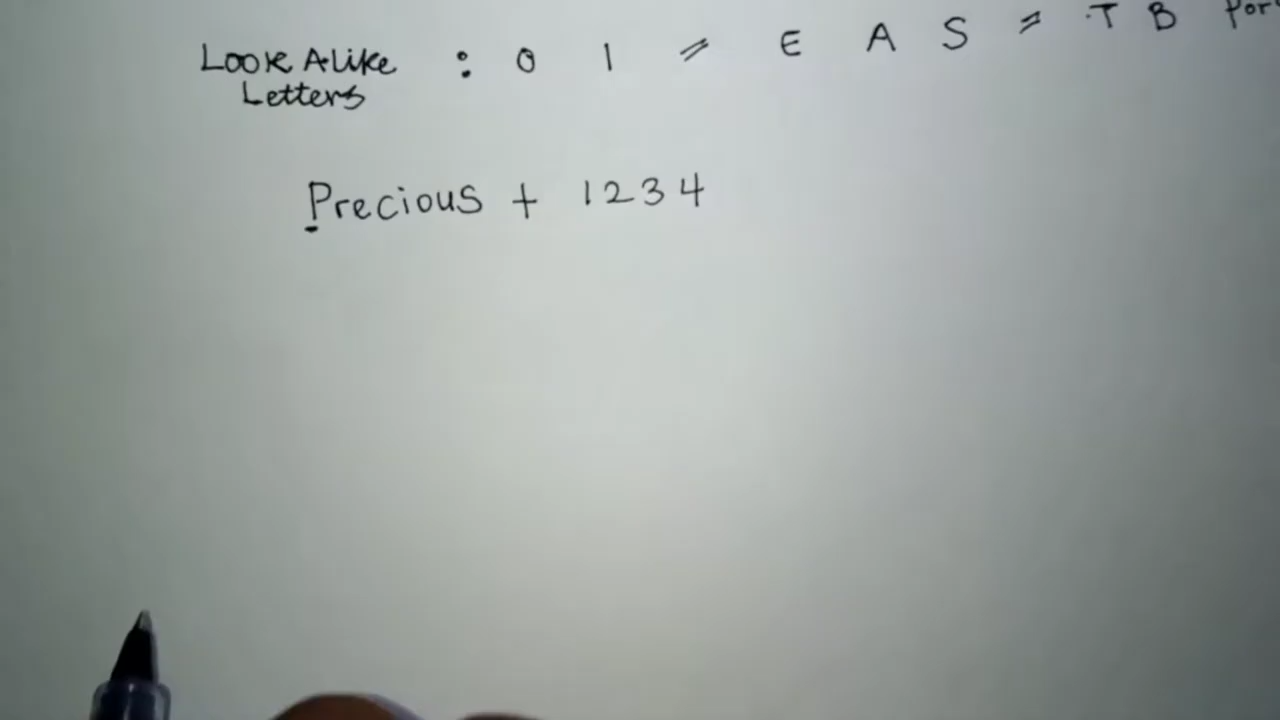 Look Alike : 0 1 = E A S = T B
Letters
Precious + 1234